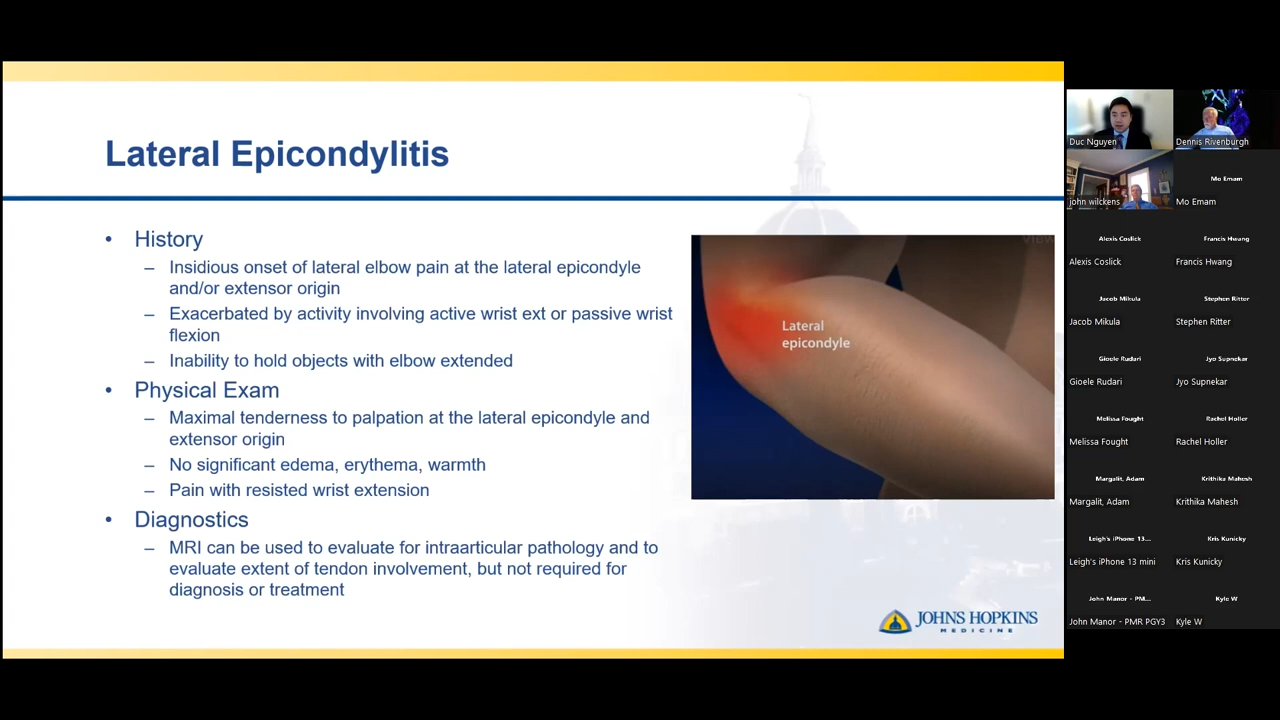 Lateral Epicondylitis
• History
– Insidious onset of lateral elbow pain at the lateral epicondyle
and/or extensor origin
– Exacerbated by activity involving active wrist ext or passive wrist
flexion
– Inability to hold objects with elbow extended
• Physical Exam
– Maximal tenderness to palpation at the lateral epicondyle and
extensor origin
– No significant edema, erythema, warmth
– Pain with resisted wrist extension
• Diagnostics
– MRI can be used to evaluate for intraarticular pathology and to
evaluate extent of tendon involvement, but not required for
diagnosis or treatment
Lateral
epicondyle
JOHNS HOPKINS
MEDICINE
Duc Nguyen
Dennis Rivenburgh
john wilckens
Mo Emam
Mo Emam
Alexis Coslick
Alexis Coslick
Francis Hwang
Francis Hwang
Jacob Mikula
Jacob Mikula
Stephen Ritter
Stephen Ritter
Gioele Rudari
Gioele Rudari
Jyo Supnekar
Jyo Supnekar
Melissa Fought
Melissa Fought
Rachel Holler
Rachel Holler
Margalit, Adam
Margalit, Adam
Krithika Mahesh
Krithika Mahesh
Leigh's iPhone 13...
Leigh's iPhone 13 mini
Kris Kunicky
Kris Kunicky
John Manor - PM...
John Manor - PMR PGY3
Kyle W
Kyle W